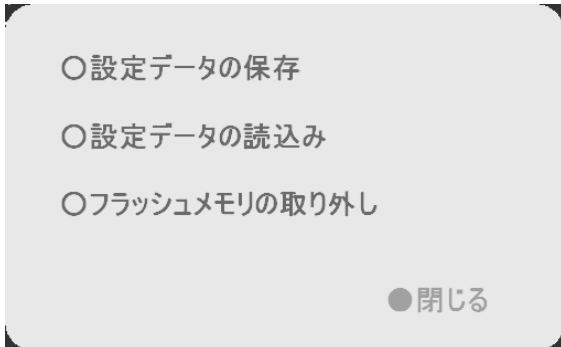 ○設定データの保存
○設定データの読込み
○フラッシュメモリの取り外し
●閉じる